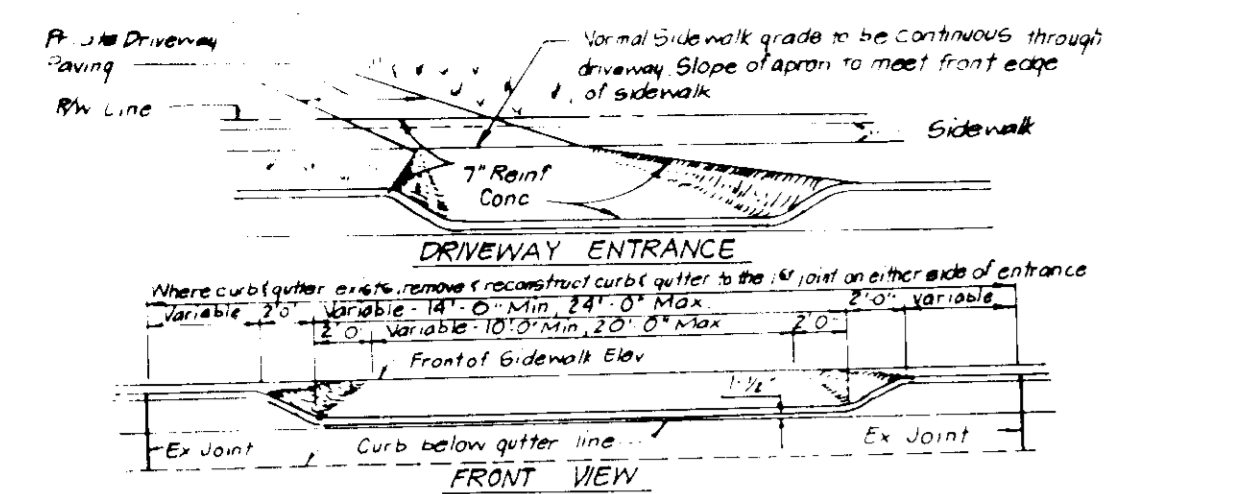 Driveway
Paving
R/W Line
Normal Sidewalk grade to be continuous through
driveway. Slope of apron to meet front edge
of sidewalk
Sidewalk
7" Reinf
Conc
DRIVEWAY ENTRANCE
Where curb & gutter exists, remove & reconstruct curb & gutter to the 1st joint on either side of entrance
Variable 2'0" Variable - 14'-0" Min, 24'-0" Max 2'-0" Variable
2'0" Variable - 10'0" Min, 20'0" Max 2'0"
Front of Sidewalk Elev
1-1/2"
Ex Joint Curb below gutter line Ex Joint
FRONT VIEW